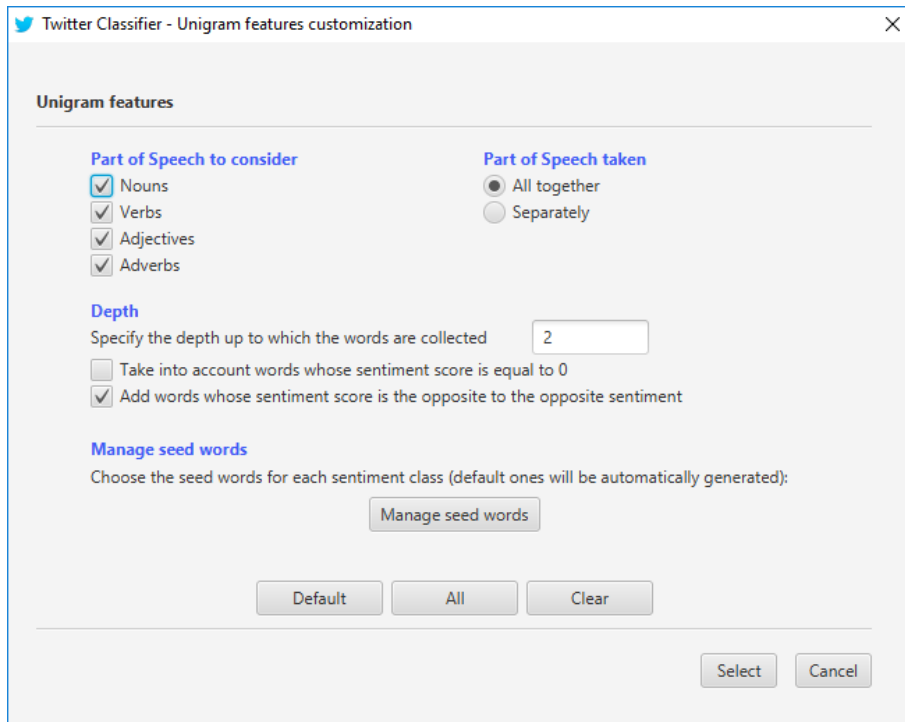 Twitter Classifier - Unigram features customization
Unigram features
Part of Speech to consider
Nouns
Verbs
Adjectives
Adverbs
Part of Speech taken
All together
Separately
Depth
Specify the depth up to which the words are collected 2
Take into account words whose sentiment score is equal to 0
Add words whose sentiment score is the opposite to the opposite sentiment
Manage seed words
Choose the seed words for each sentiment class (default ones will be automatically generated):
Manage seed words
Default All Clear
Select Cancel